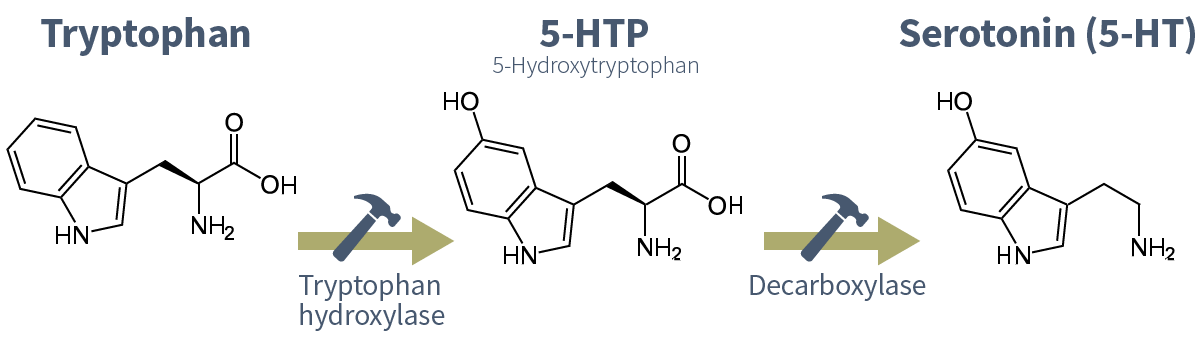 Tryptophan
5-HTP
5-Hydroxytryptophan
Serotonin (5-HT)
O
OH
NH2
HN
Tryptophan
hydroxylase
HO
O
OH
NH2
HN
Decarboxylase
HO
NH2
HN